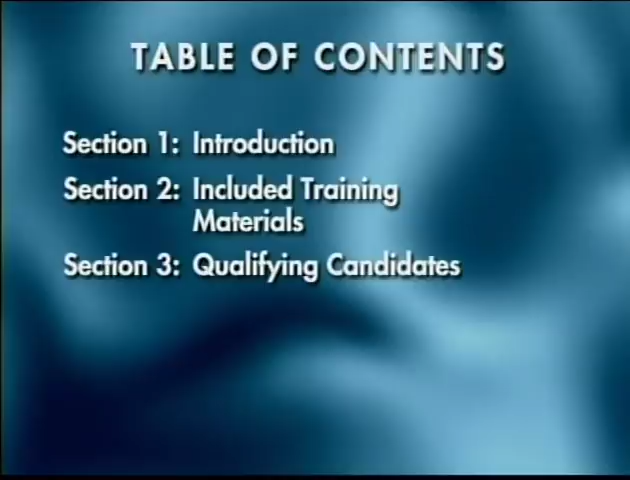 TABLE OF CONTENTS
Section 1: Introduction
Section 2: Included Training
Materials
Section 3: Qualifying Candidates